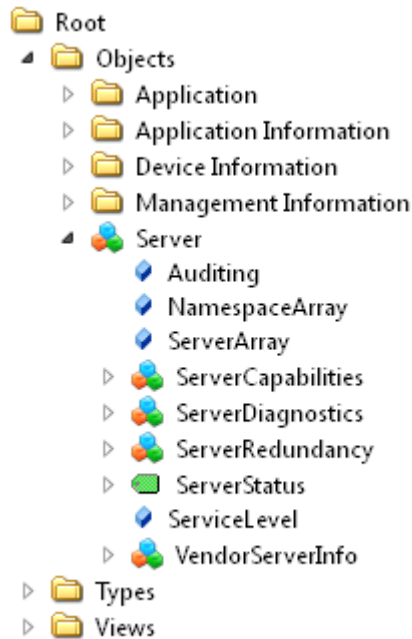 Root
Objects
Application
Application Information
Device Information
Management Information
Server
Auditing
NamespaceArray
ServerArray
ServerCapabilities
ServerDiagnostics
ServerRedundancy
ServerStatus
ServiceLevel
VendorServerInfo
Types
Views